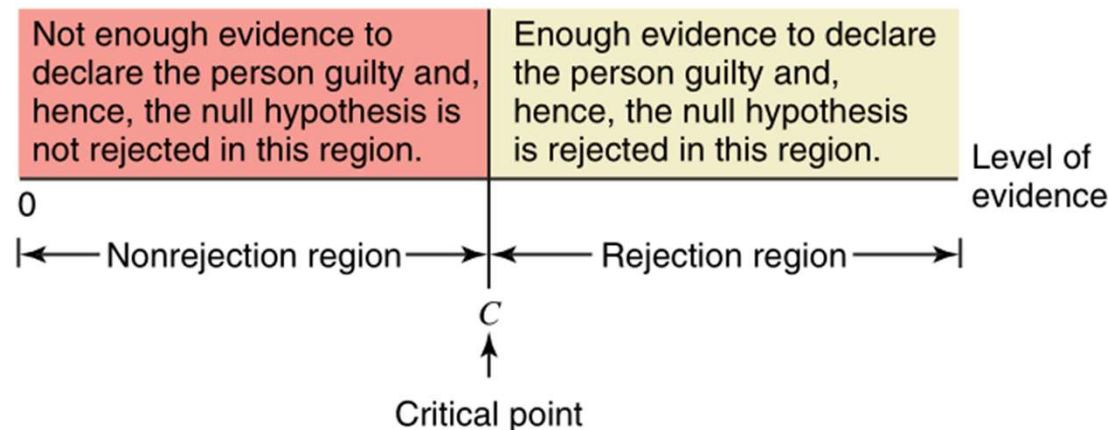 Not enough evidence to
declare the person guilty and,
hence, the null hypothesis is
not rejected in this region.
Enough evidence to declare
the person guilty and,
hence, the null hypothesis
is rejected in this region.
Level of
evidence
0
Nonrejection region
Rejection region
C
Critical point